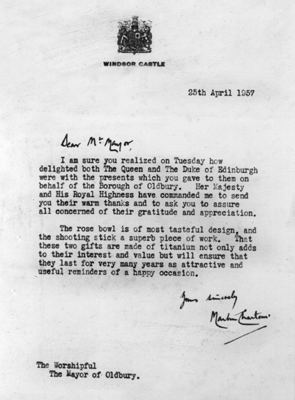 WINDSOR CASTLE
25th April 1957
Dear Mr Mayor,
I am sure you realized on Tuesday how
delighted both The Queen and The Duke of Edinburgh
were with the presents which you gave to them on
behalf of the Borough of Oldbury. Her Majesty
and His Royal Highness have commanded me to send
you their warm thanks and to ask you to assure
all concerned of their gratitude and appreciation.
The rose bowl is of most tasteful design, and
the shooting stick a superb piece of work. That
these two gifts are made of titanium not only adds
to their interest and value but will ensure that
they last for very many years as attractive and
useful reminders of a happy occasion.
Yours sincerely
Martin Charteris
The Worshipful
The Mayor of Oldbury.